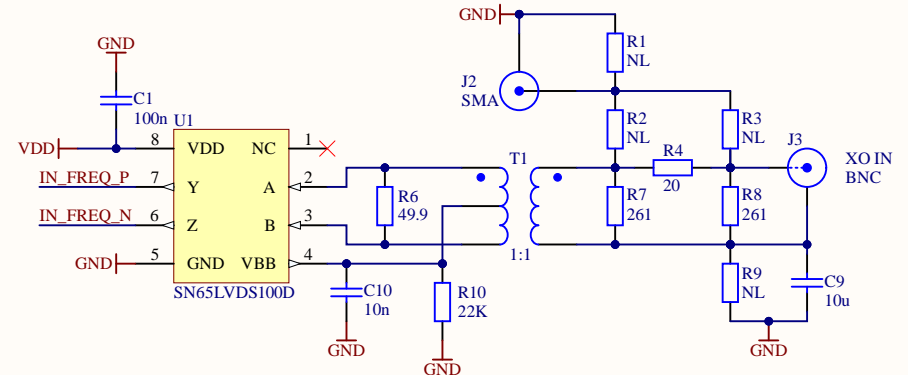 GND
R1
NL
GND
J2
SMA
C1
100n
U1
R2
NL
R3
NL
J3
XO IN
BNC
VDD
8
VDD
NC
1
R4
20
T1
IN_FREQ_P
7
Y
A
2
R6
49.9
R7
261
R8
261
IN_FREQ_N
6
Z
B
3
1:1
GND
5
GND
VBB
4
SN65LVDS100D
C10
10n
R10
22K
R9
NL
C9
10u
GND
GND
GND